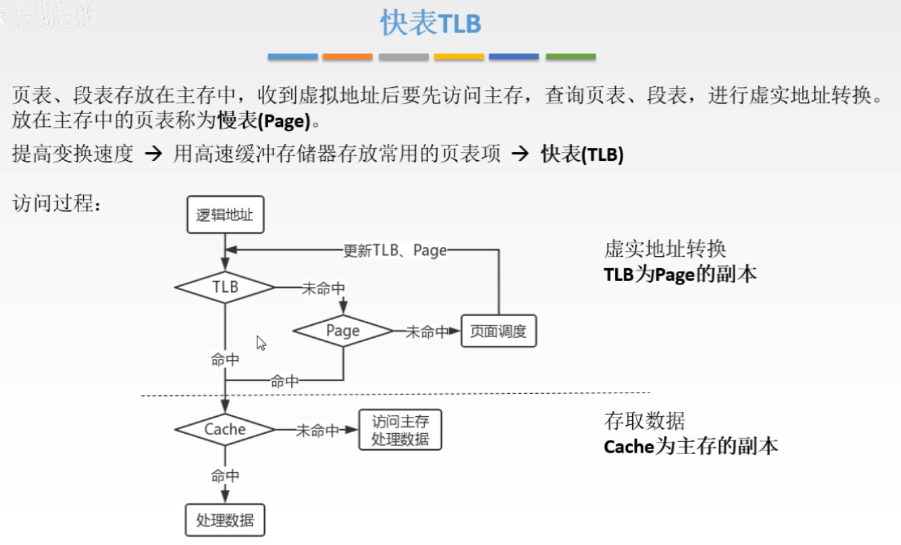 快表TLB
页表、段表存放在主存中，收到虚拟地址后要先访问主存，查询页表、段表，进行虚实地址转换。
放在主存中的页表称为慢表(Page)。
提高变换速度 → 用高速缓冲存储器存放常用的页表项 → 快表(TLB)
访问过程：
逻辑地址
更新TLB、Page
虚实地址转换
TLB为Page的副本
TLB
未命中
Page
未命中
页面调度
命中
命中
Cache
未命中
访问主存
处理数据
存取数据
Cache为主存的副本
命中
处理数据